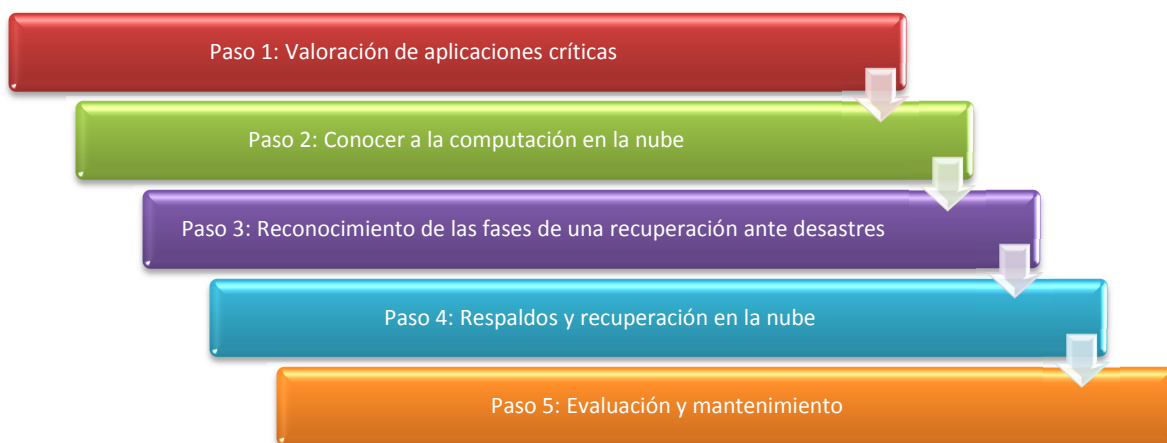 Paso 1: Valoración de aplicaciones críticas
Paso 2: Conocer a la computación en la nube
Paso 3: Reconocimiento de las fases de una recuperación ante desastres
Paso 4: Respaldos y recuperación en la nube
Paso 5: Evaluación y mantenimiento